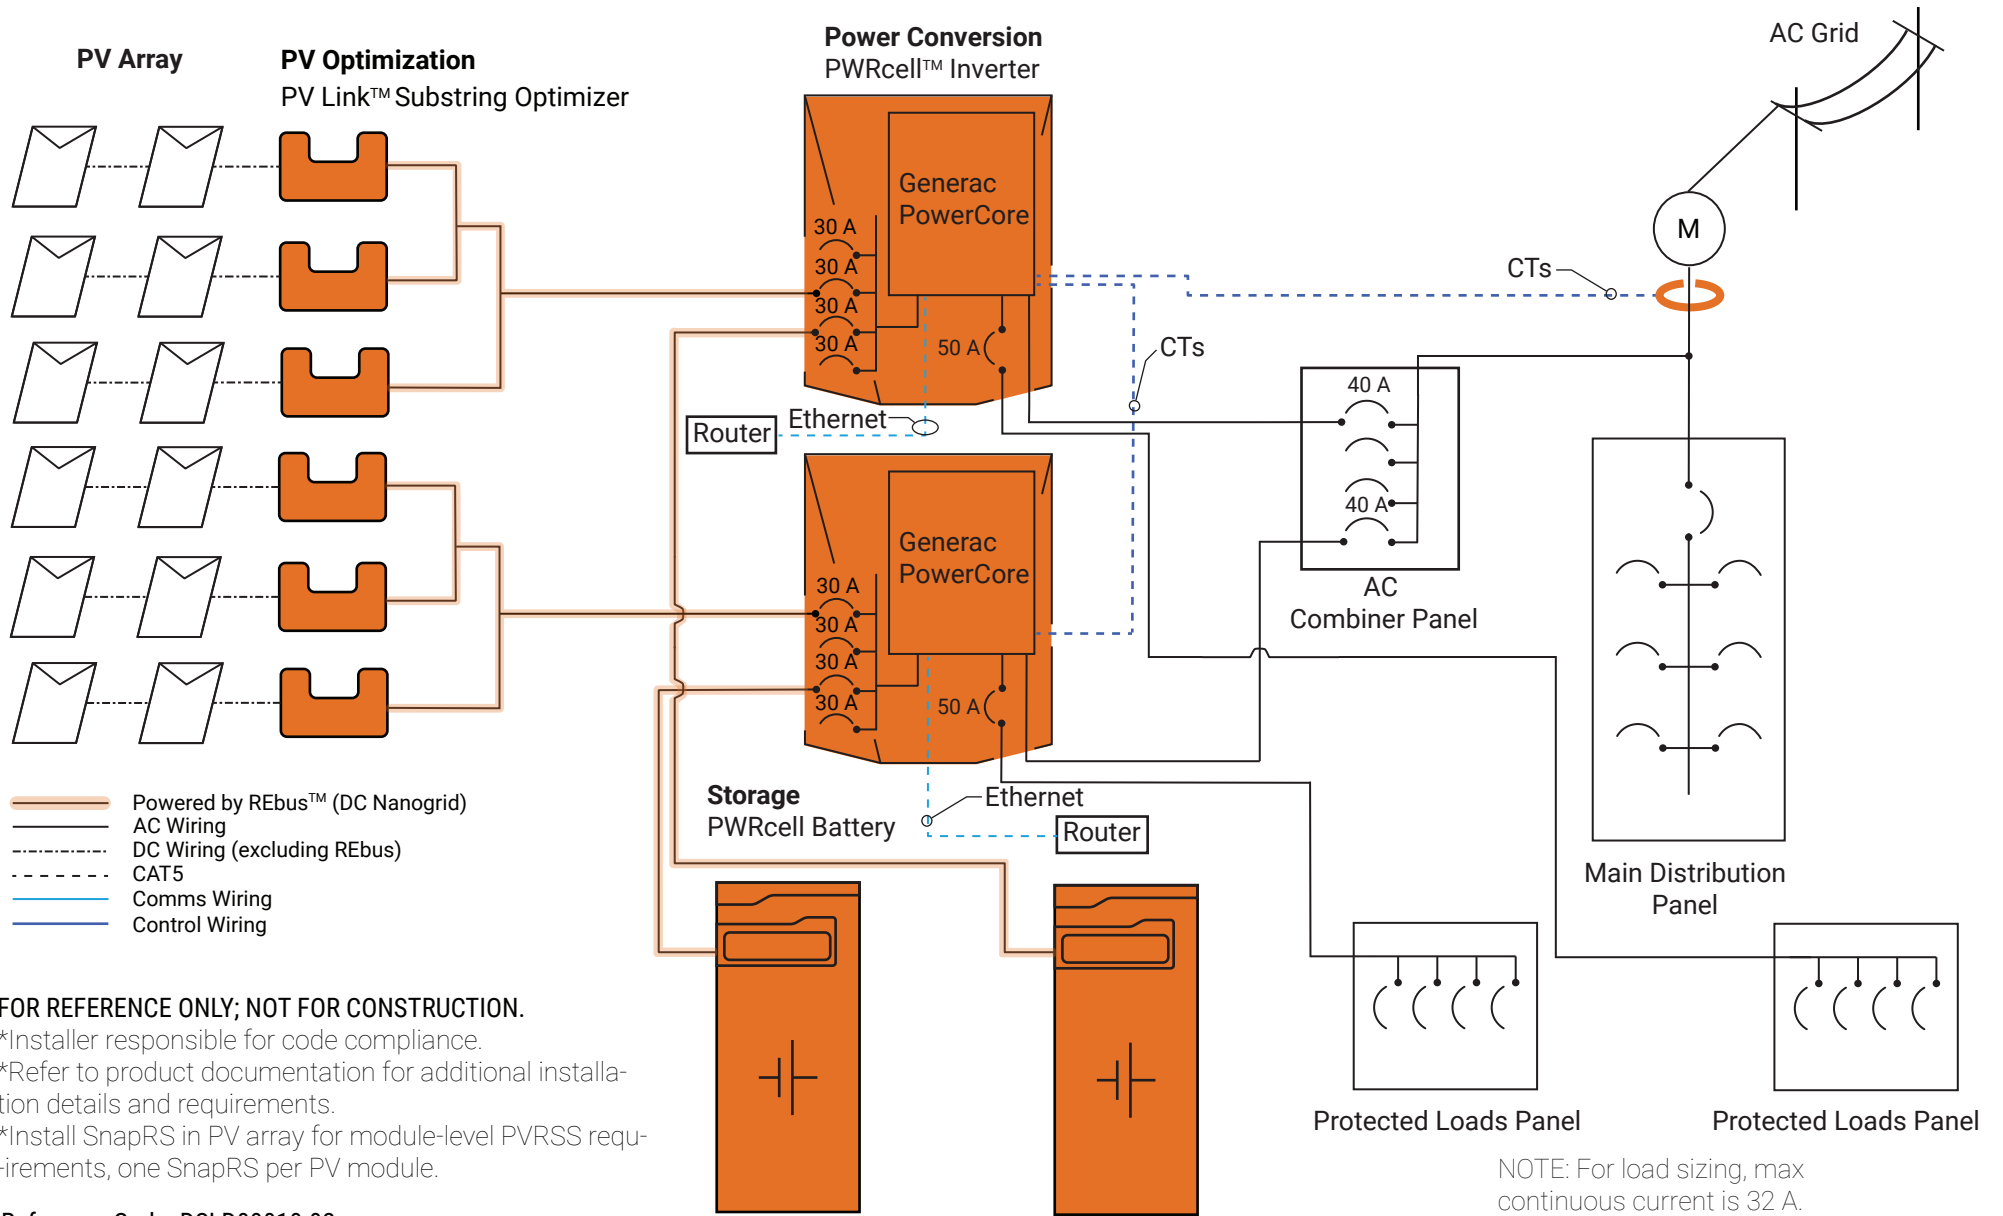 PV Array
PV Optimization
PV Link™ Substring Optimizer
Power Conversion
PWRcell™ Inverter
AC Grid
Generac
PowerCore
30 A
30 A
30 A
30 A
50 A
M
CTs
CTs
Ethernet
Router
40 A
40 A
AC
Combiner Panel
Generac
PowerCore
30 A
30 A
30 A
30 A
50 A
Storage
PWRcell Battery
Ethernet
Router
Main Distribution
Panel
Powered by REbus™ (DC Nanogrid)
AC Wiring
DC Wiring (excluding REbus)
CAT5
Comms Wiring
Control Wiring
FOR REFERENCE ONLY; NOT FOR CONSTRUCTION.
*Installer responsible for code compliance.
*Refer to product documentation for additional installa-
tion details and requirements.
*Install SnapRS in PV array for module-level PVRSS requ-
-irements, one SnapRS per PV module.
Protected Loads Panel
Protected Loads Panel
NOTE: For load sizing, max
continuous current is 32 A.